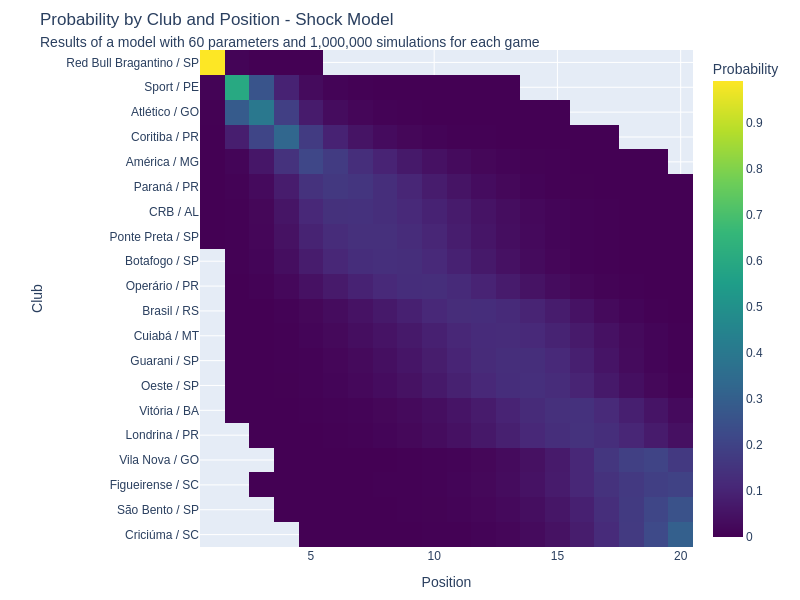 Probability by Club and Position - Shock Model
Results of a model with 60 parameters and 1,000,000 simulations for each game
Probability
Red Bull Bragantino / SP
Sport / PE
Atlético / GO
Coritiba / PR
América / MG
Paraná / PR
CRB / AL
Ponte Preta / SP
Botafogo / SP
Operário / PR
Brasil / RS
Cuiabá / MT
Guarani / SP
Oeste / SP
Vitória / BA
Londrina / PR
Vila Nova / GO
Figueirense / SC
São Bento / SP
Criciúma / SC
Club
5 10 15 20
Position
0.9
0.8
0.7
0.6
0.5
0.4
0.3
0.2
0.1
0